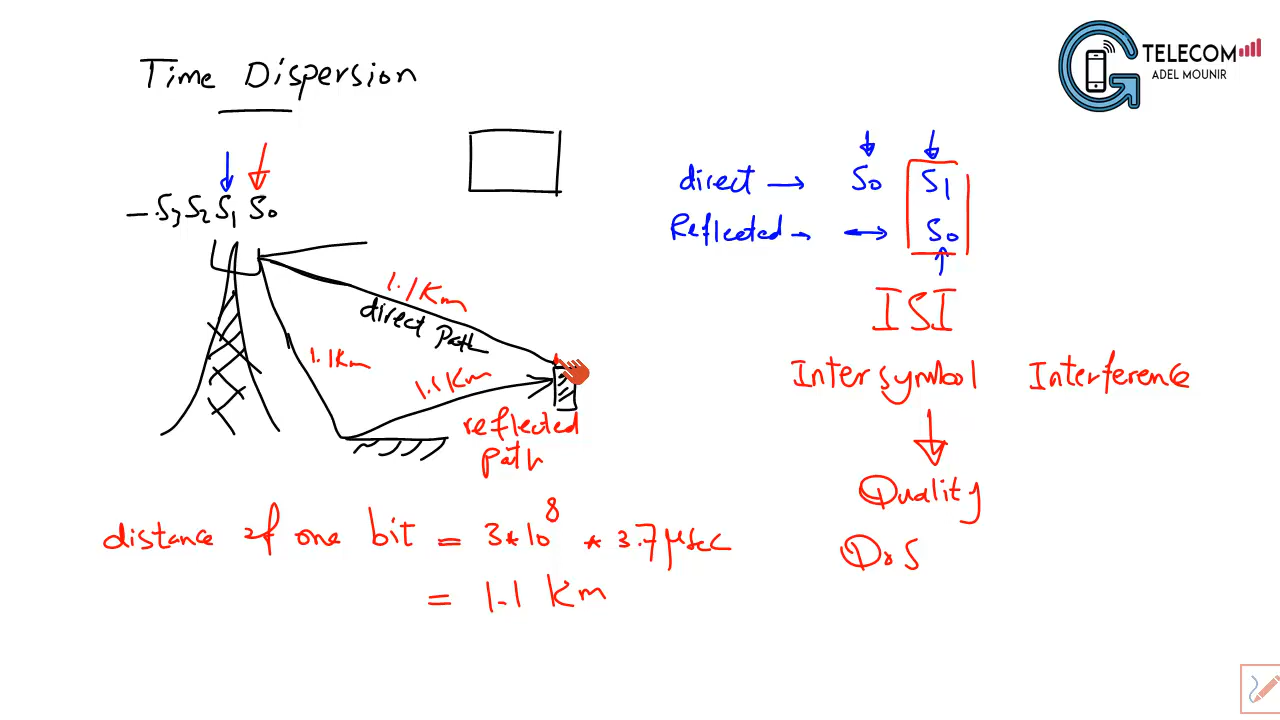 Time Dispersion
TELECOM
ADEL MOUNIR
S3 S2 S1 S0
direct → S0 S1
Reflected → ↔ S0
ISI
1.1 Km
direct path
1.1 Km
1.1 Km
reflected
path
Intersymbol Interference
Quality
distance of one bit = 3*10^8 * 3.7 μsec
= 1.1 Km